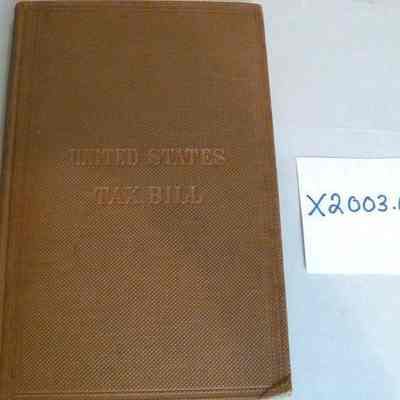 UNITED STATES
TAX BILL
X2003.